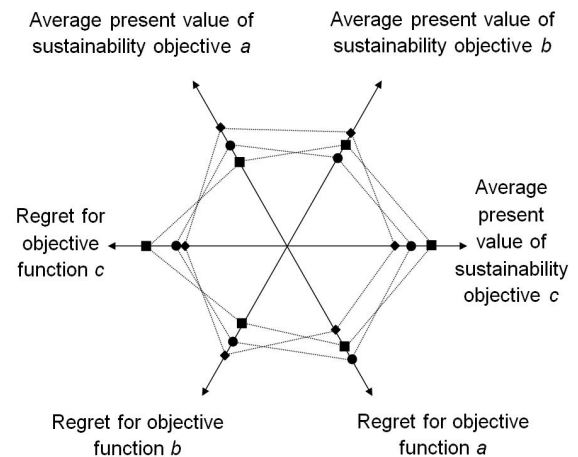 Average present value of
sustainability objective a
Average present value of
sustainability objective b
Average
present
value of
sustainability
objective c
Regret for
objective
function c
Regret for objective
function b
Regret for objective
function a